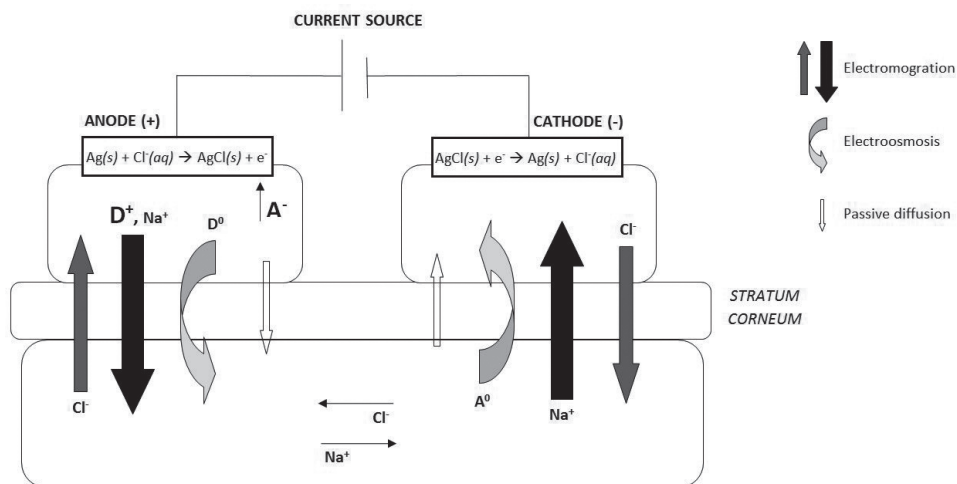 CURRENT SOURCE
ANODE (+)
CATHODE (-)
Ag(s) + Cl⁻(aq) → AgCl(s) + e⁻
AgCl(s) + e⁻ → Ag(s) + Cl⁻(aq)
D⁺, Na⁺
D⁰
A⁻
Cl⁻
STRATUM
CORNEUM
Cl⁻
A⁰
Na⁺
Cl⁻
Na⁺
Electromogration
Electroosmosis
Passive diffusion